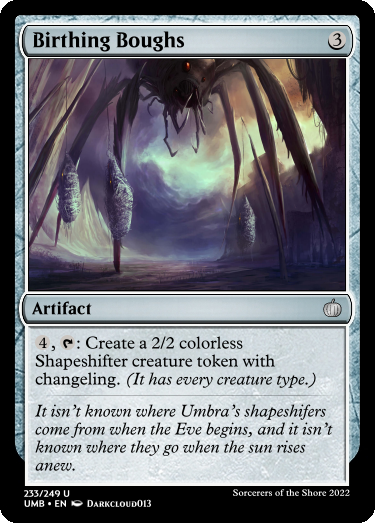 Birthing Boughs 3
Artifact
4, : Create a 2/2 colorless
Shapeshifter creature token with
changeling. (It has every creature type.)
It isn't known where Umbra's shapeshifers
come from when the Eve begins, and it isn't
known where they go when the sun rises
anew.
233/249 U
UMB • EN Darkcloud013
Sorcerers of the Shore 2022